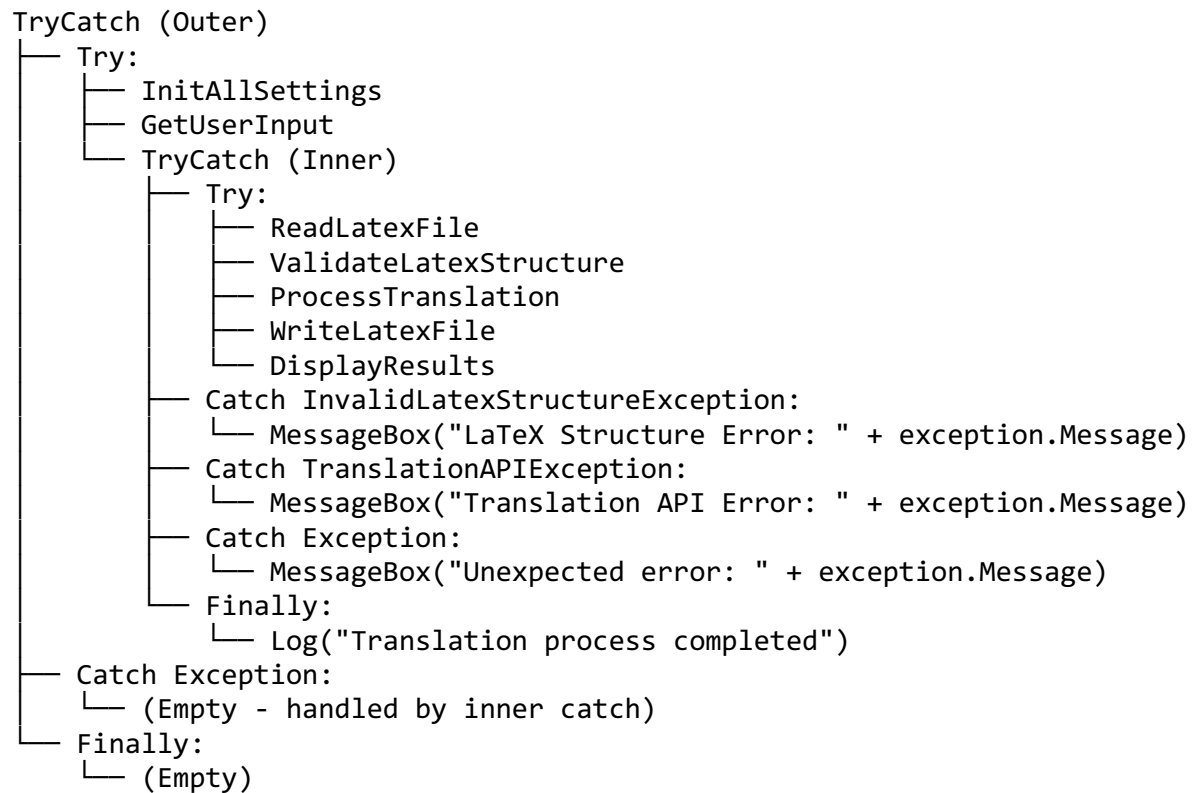 TryCatch (Outer)
├── Try:
│   ├── InitAllSettings
│   ├── GetUserInput
│   └── TryCatch (Inner)
│       ├── Try:
│       │   ├── ReadLatexFile
│       │   ├── ValidateLatexStructure
│       │   ├── ProcessTranslation
│       │   ├── WriteLatexFile
│       │   └── DisplayResults
│       ├── Catch InvalidLatexStructureException:
│       │   └── MessageBox("LaTeX Structure Error: " + exception.Message)
│       ├── Catch TranslationAPIException:
│       │   └── MessageBox("Translation API Error: " + exception.Message)
│       ├── Catch Exception:
│       │   └── MessageBox("Unexpected error: " + exception.Message)
│       └── Finally:
│           └── Log("Translation process completed")
├── Catch Exception:
│   └── (Empty - handled by inner catch)
└── Finally:
    └── (Empty)